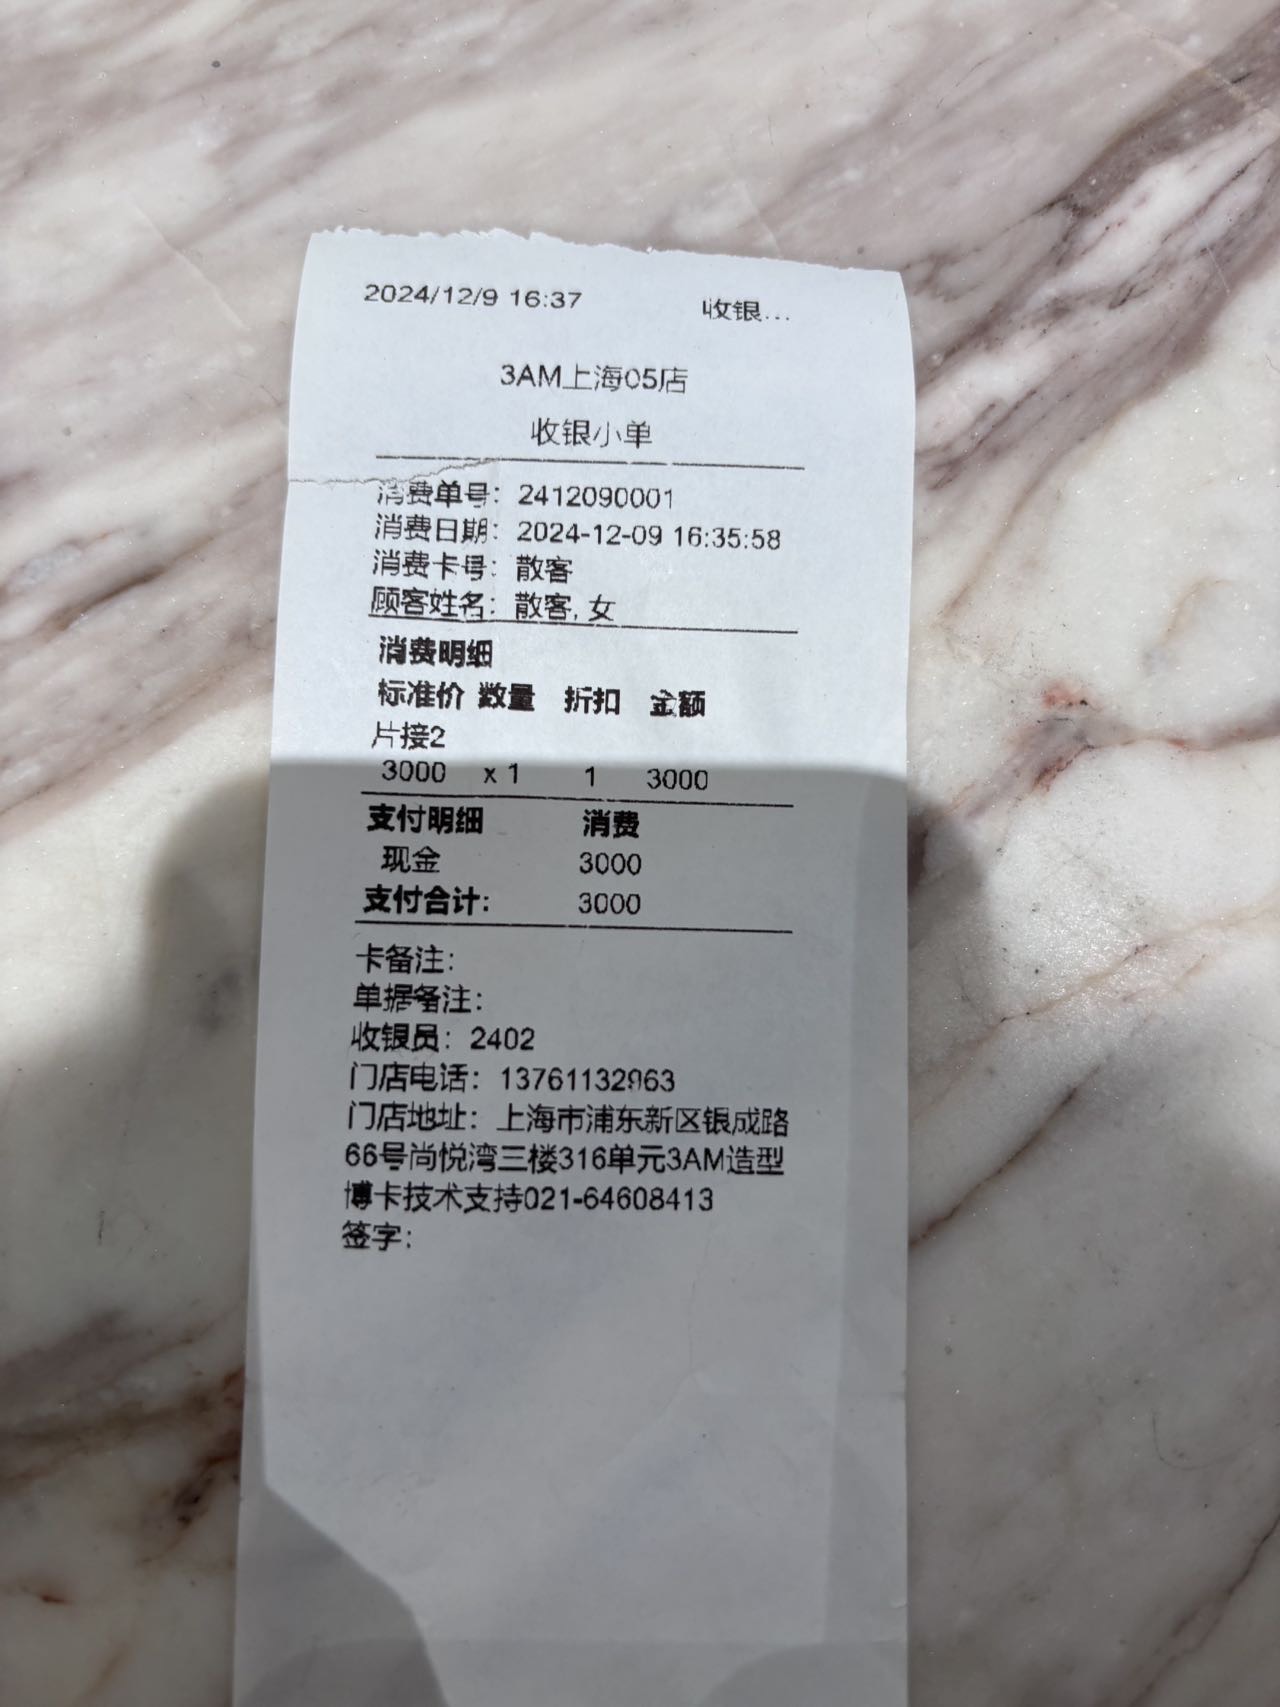 2024/12/9 16:37 收银...
3AM上海05店
收银小单
消费单号: 2412090001
消费日期: 2024-12-09 16:35:58
消费卡号: 散客
顾客姓名: 散客, 女
消费明细
标准价 数量 折扣 金额
片接2
3000 x 1 1 3000
支付明细 消费
现金 3000
支付合计: 3000
卡备注:
单据备注:
收银员: 2402
门店电话: 13761132963
门店地址: 上海市浦东新区银成路
66号尚悦湾三楼316单元3AM造型
博卡技术支持021-64608413
签字: